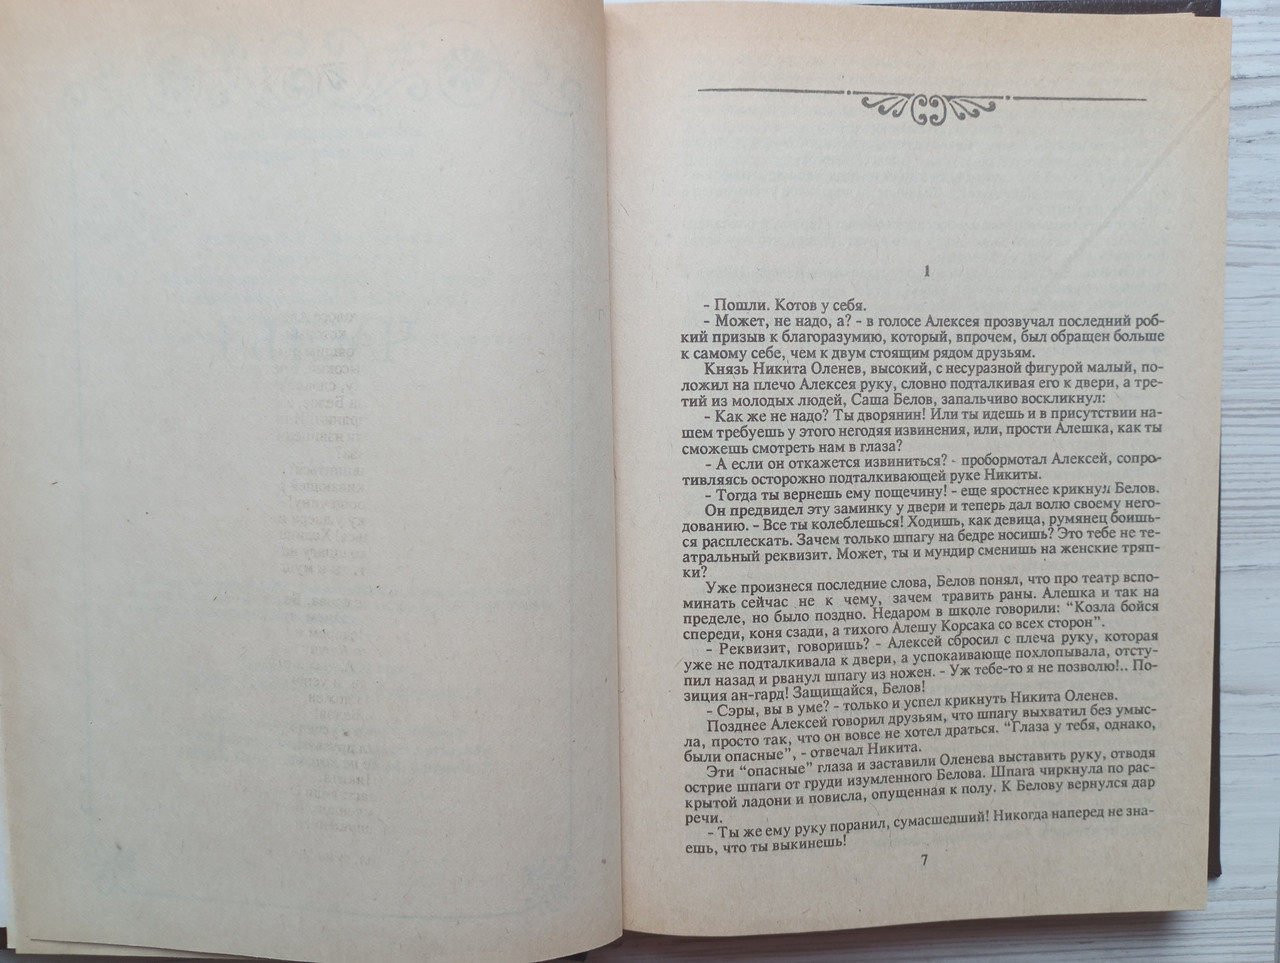 1
- Пошли. Котов у себя.
- Может, не надо, а? - в голосе Алексея прозвучал последний роб-
кий призыв к благоразумию, который, впрочем, был обращен больше
к самому себе, чем к двум стоящим рядом друзьям.
Князь Никита Оленев, высокий, с несуразной фигурой малый, по-
ложил на плечо Алексея руку, словно подталкивая его к двери, а тре-
тий из молодых людей, Саша Белов, запальчиво воскликнул:
- Как же не надо? Ты дворянин! Или ты идешь и в присутствии на-
шем требуешь у этого негодяя извинения, или, прости Алешка, как ты
сможешь смотреть нам в глаза?
- А если он откажется извиниться? - пробормотал Алексей, сопро-
тивляясь осторожно подталкивающей руке Никиты.
- Тогда ты вернешь ему пощечину! - еще яростнее крикнул Белов.
Он предвидел эту заминку у двери и теперь дал волю своему него-
дованию. - Все ты колеблешься! Ходишь, как девица, румянец боишь-
ся расплескать. Зачем только шпагу на бедре носишь? Это тебе не те-
атральный реквизит. Может, ты и мундир сменишь на женские тряп-
ки?
Уже произнеся последние слова, Белов понял, что про театр вспо-
минать сейчас не к чему, зачем травить раны. Алешка и так на
пределе, но было поздно. Недаром в школе говорили: “Козла бойся
спереди, коня сзади, а тихого Алешу Корсака со всех сторон”.
- Реквизит, говоришь? - Алексей сбросил с плеча руку, которая
уже не подталкивала к двери, а успокаивающе похлопывала, отсту-
пил назад и рванул шпагу из ножен. - Уж тебе-то я не позволю!.. По-
зиция ан-гард! Защищайся, Белов!
- Сэры, вы в уме? - только и успел крикнуть Никита Оленев.
Позднее Алексей говорил друзьям, что шпагу выхватил без умыс-
ла, просто так, что он вовсе не хотел драться. “Глаза у тебя, однако,
были опасные”, - отвечал Никита.
Эти “опасные” глаза и заставили Оленева выставить руку, отводя
острие шпаги от груди изумленного Белова. Шпага чиркнула по рас-
крытой ладони и повисла, опущенная к полу. К Белову вернулся дар
речи.
- Ты же ему руку поранил, сумасшедший! Никогда наперед не зна-
ешь, что ты выкинешь!
7